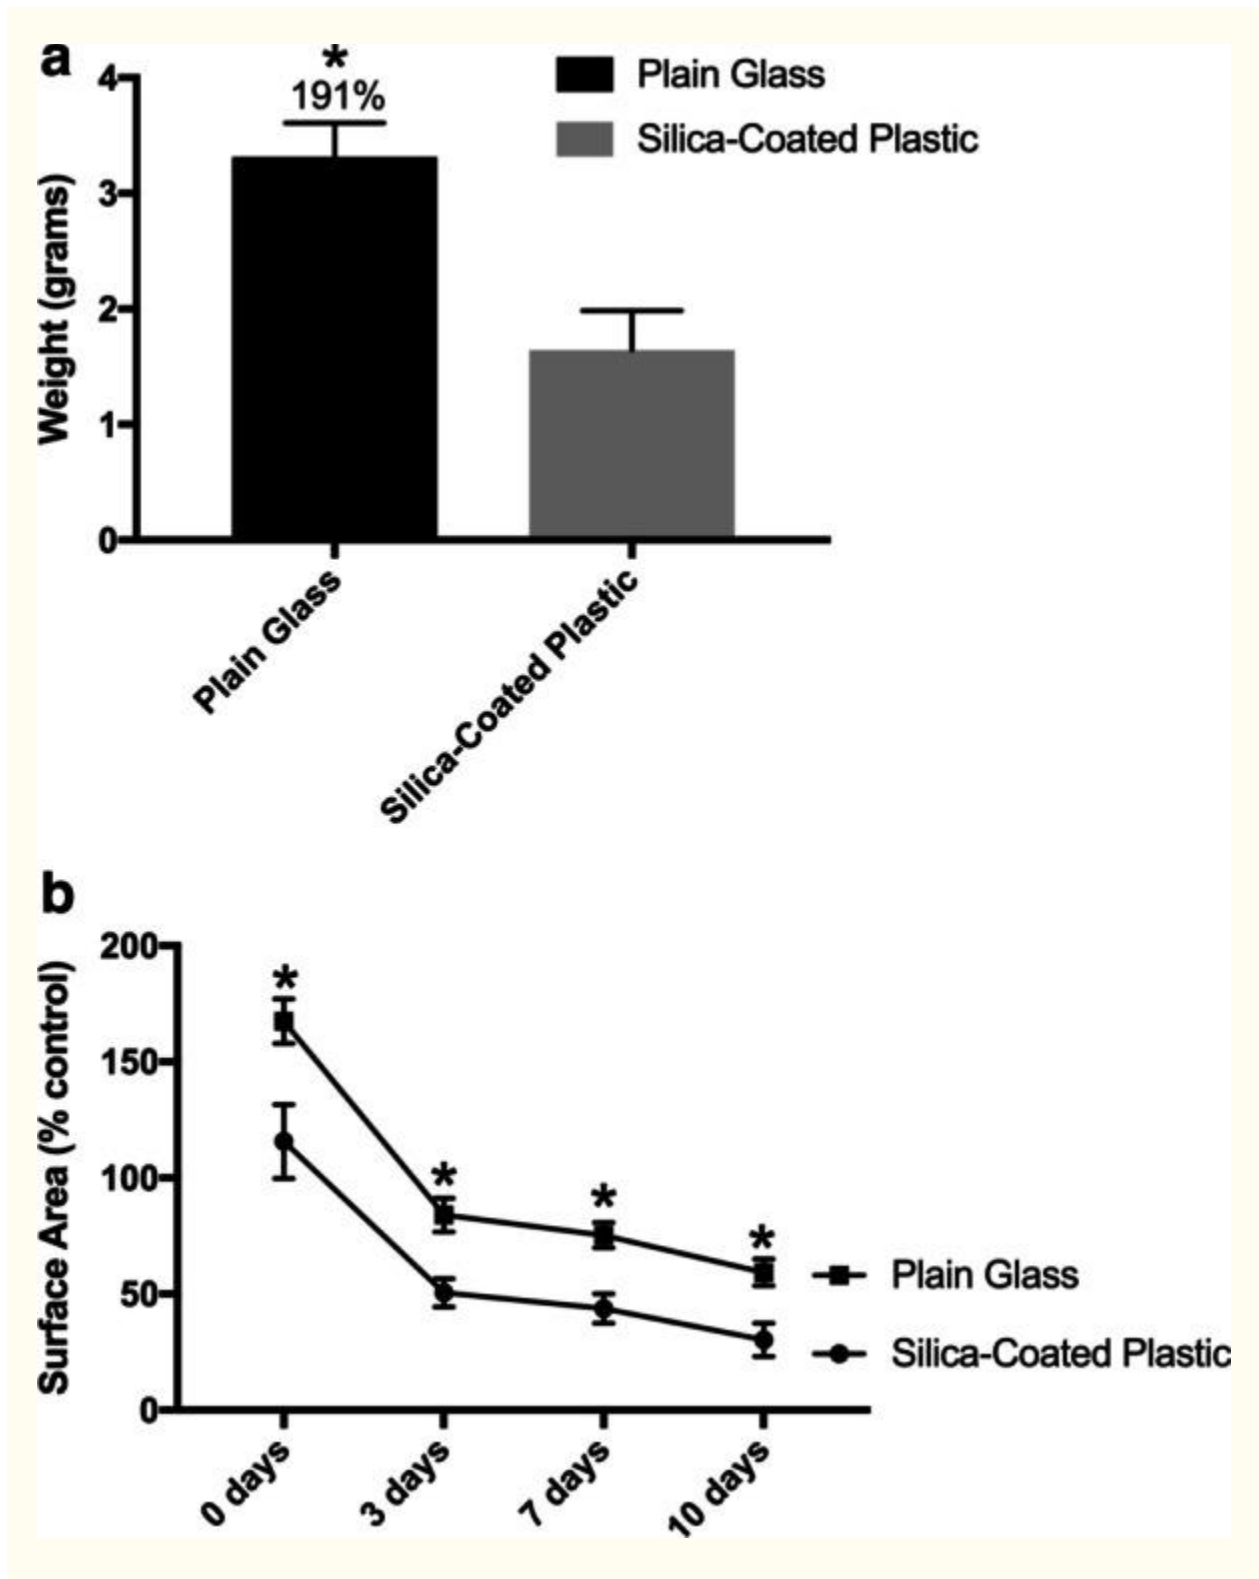 a
*
191%
Plain Glass
Silica-Coated Plastic
Weight (grams)
4
3
2
1
0
Plain Glass
Silica-Coated Plastic
b
Surface Area (% control)
200
150
100
50
0
*
*
*
*
Plain Glass
Silica-Coated Plastic
0 days
3 days
7 days
10 days